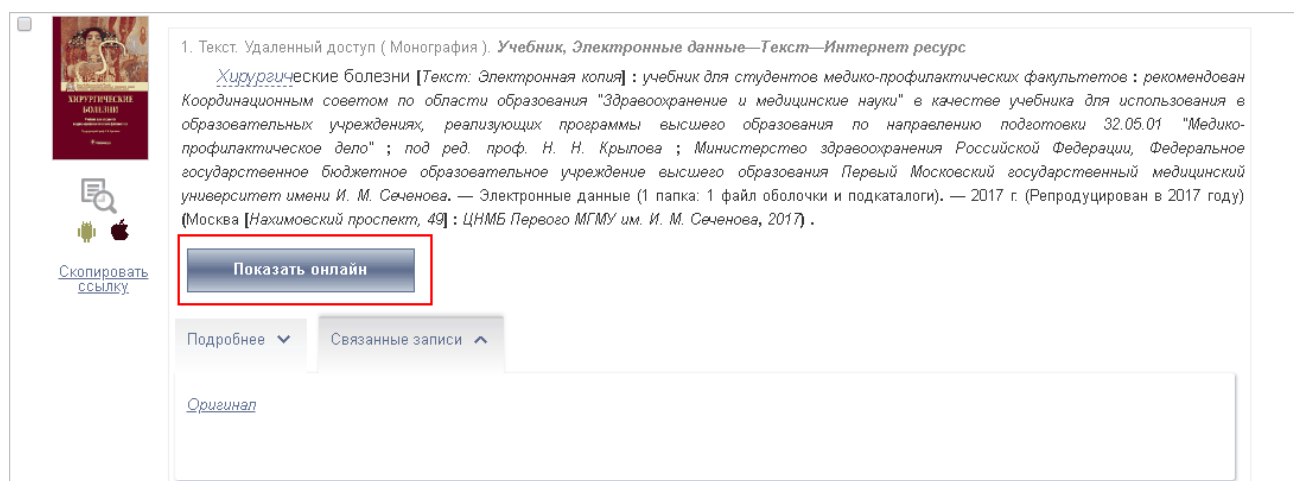 1. Текст. Удаленный доступ ( Монография ). Учебник, Электронные данные—Текст—Интернет ресурс
Хирургические болезни [Текст: Электронная копия] : учебник для студентов медико-профилактических факультетов : рекомендован
Координационным советом по области образования "Здравоохранение и медицинские науки" в качестве учебника для использования в
образовательных учреждениях, реализующих программы высшего образования по направлению подготовки 32.05.01 "Медико-
профилактическое дело" ; под ред. проф. Н. Н. Крылова ; Министерство здравоохранения Российской Федерации, Федеральное
государственное бюджетное образовательное учреждение высшего образования Первый Московский государственный медицинский
университет имени И. М. Сеченова. — Электронные данные (1 папка: 1 файл оболочки и подкаталоги). — 2017 г. (Репродуцирован в 2017 году)
(Москва [Нахимовский проспект, 49] : ЦНМБ Первого МГМУ им. И. М. Сеченова, 2017) .
ХИРУРГИЧЕСКИЕ
БОЛЕЗНИ
Скопировать
ссылку
Показать онлайн
Подробнее
Связанные записи
Оригинал